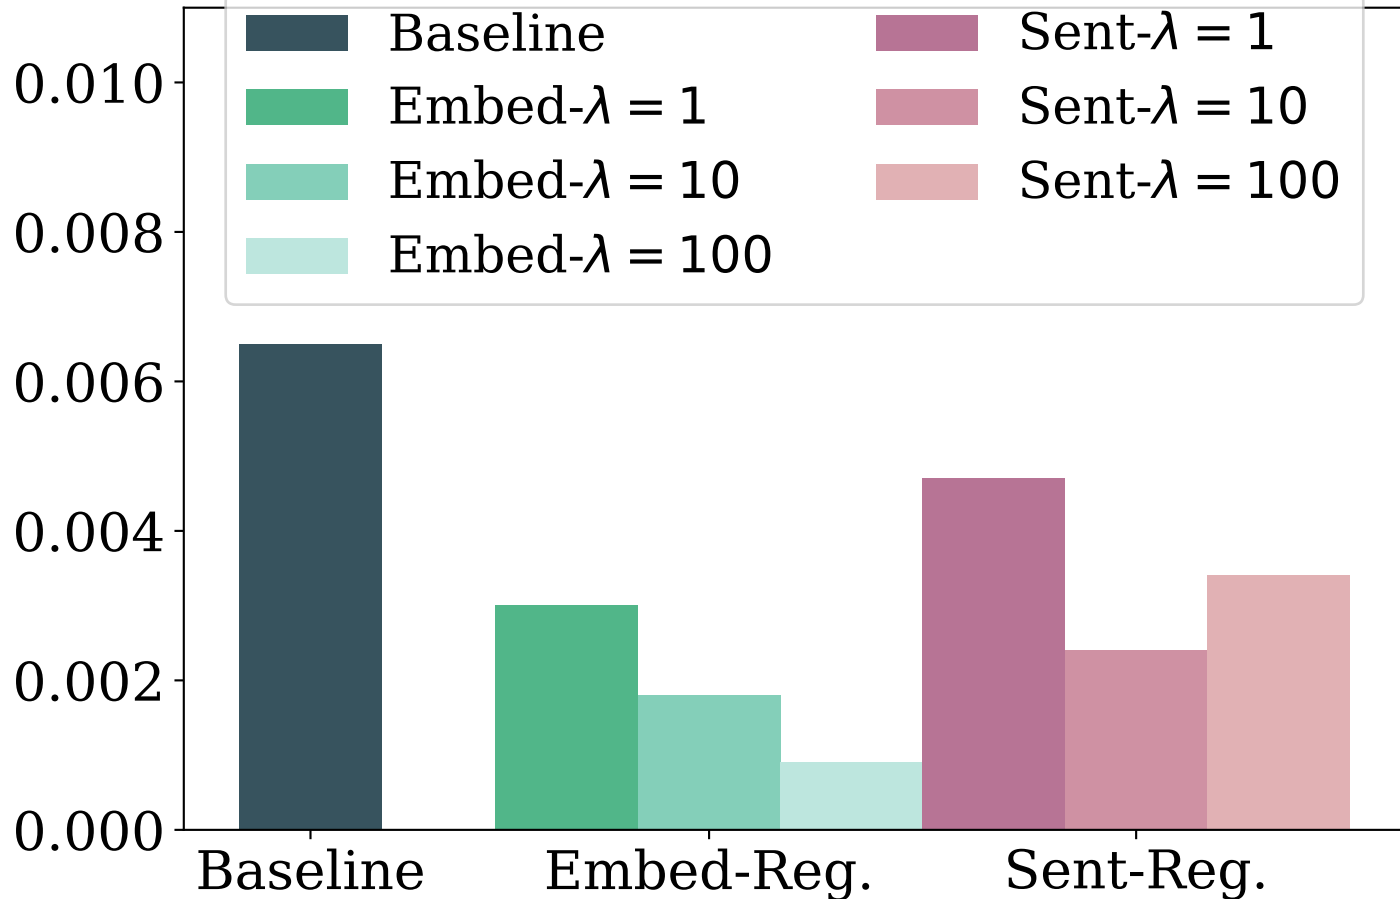 Baseline
Embed-λ = 1
Embed-λ = 10
Embed-λ = 100
Sent-λ = 1
Sent-λ = 10
Sent-λ = 100
0.010
0.008
0.006
0.004
0.002
0.000
Baseline
Embed-Reg.
Sent-Reg.